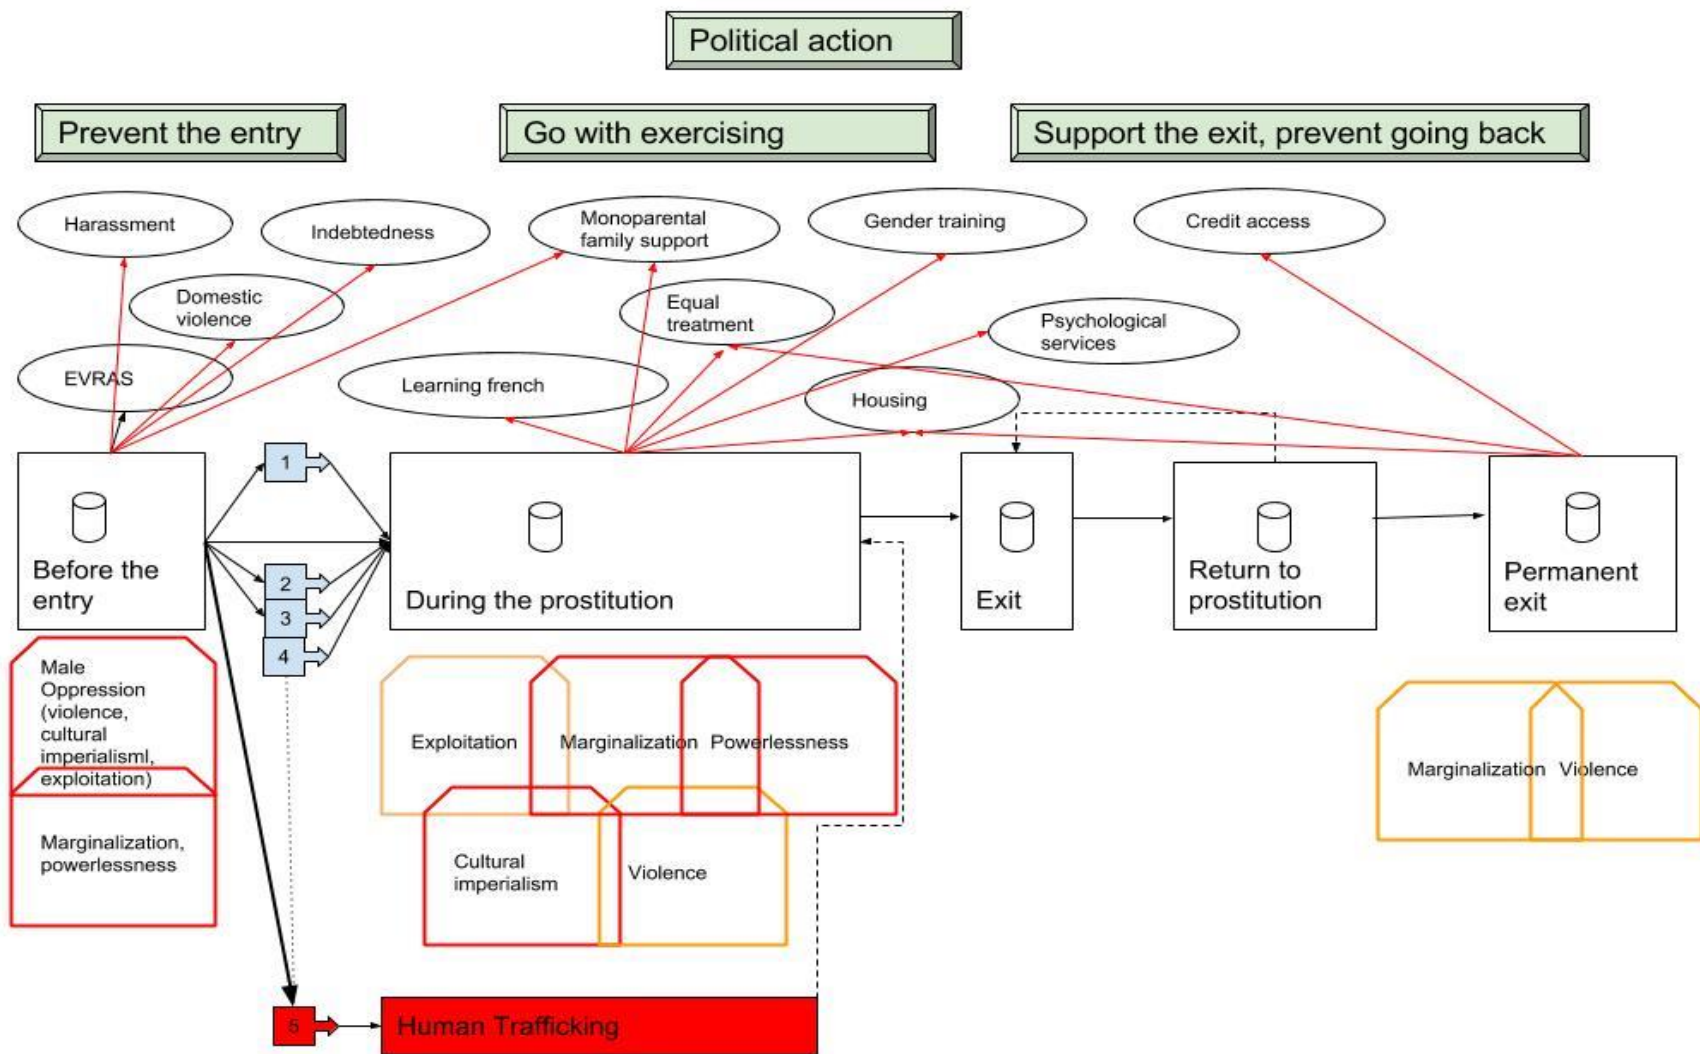 Political action
Prevent the entry
Go with exercising
Support the exit, prevent going back
Harassment
Indebtedness
Monoparental
family support
Gender training
Credit access
Domestic
violence
Equal
treatment
Psychological
services
EVRAS
Learning french
Housing
1
2
3
4
Before the
entry
During the prostitution
Exit
Return to
prostitution
Permanent
exit
Male
Oppression
(violence,
cultural
imperialisml,
exploitation)
Marginalization,
powerlessness
Exploitation
Marginalization
Powerlessness
Cultural
imperialism
Violence
Marginalization
Violence
5
Human Trafficking